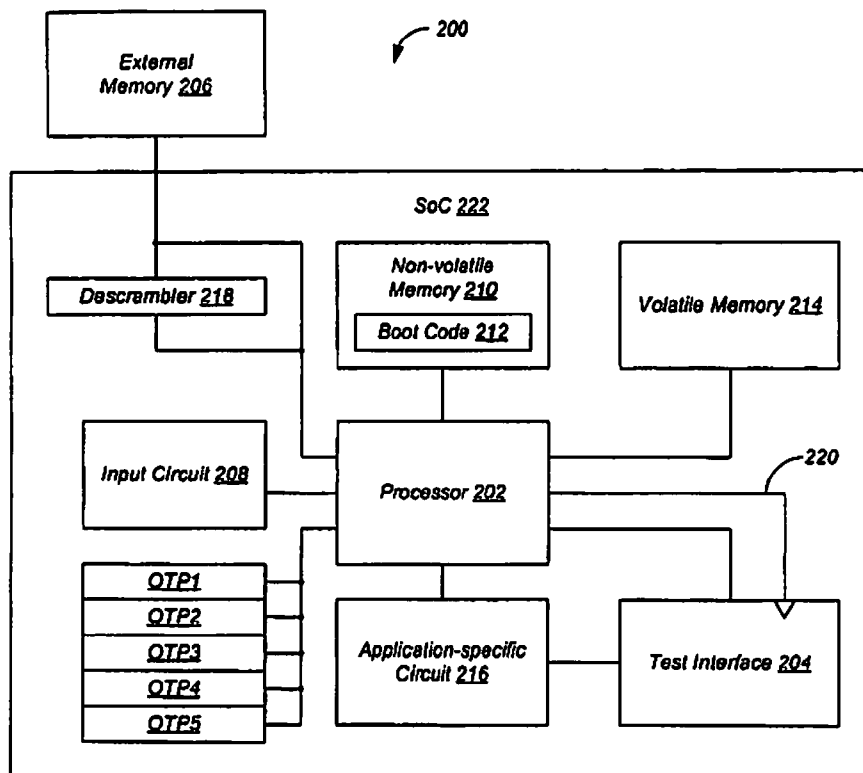 200
External
Memory 206
SoC 222
Descrambler 218
Non-volatile
Memory 210
Boot Code 212
Volatile Memory 214
Input Circuit 208
Processor 202
220
OTP1
OTP2
OTP3
OTP4
OTP5
Application-specific
Circuit 216
Test Interface 204